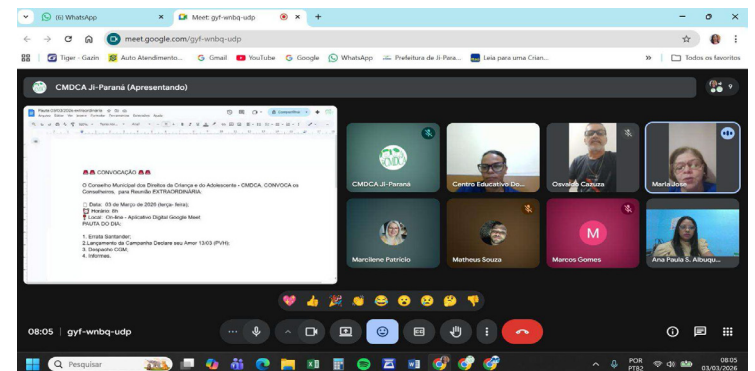 (6) WhatsApp
Meet: gyf-wnbq-udp
meet.google.com/gyf-wnbq-udp
Tiger - Gazin
Auto Atendimento...
Gmail
YouTube
Google
WhatsApp
Prefeitura de Ji-Para...
Leia para uma Crian...
Todos os favoritos
CMDCA Ji-Paraná (Apresentando)
9
Compartilhar
CONVOCAÇÃO
O Conselho Municipal dos Direitos da Criança e do Adolescente - CMDCA, CONVOCA os
Conselheiros, para Reunião EXTRAORDINÁRIA.
Data: 03 de Março de 2026 (terça- feira);
Horário: 8h
Local: On-line - Aplicativo Digital Google Meet
PAUTA DO DIA:
1. Errata Santander;
2.Lançamento da Campanha Declare seu Amor 13/03 (PVH);
3. Despacho CGM;
4. Informes.
CMDCA
CMDCA Ji-Paraná
Centro Educativo Do...
Osvaldo Cazuza
Maria Jose
Marcilene Patrício
Matheus Souza
M
Marcos Gomes
Ana Paula S. Albuqu...
08:05 | gyf-wnbq-udp
Pesquisar
POR
PTB2
08:05
03/03/2026